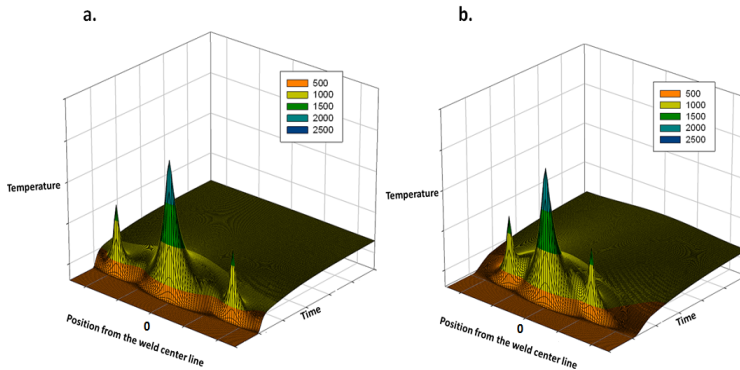 a.
500
1000
1500
2000
2500
Temperature
0
Time
Position from the weld center line
b.
500
1000
1500
2000
2500
Temperature
0
Time
Position from the weld center line